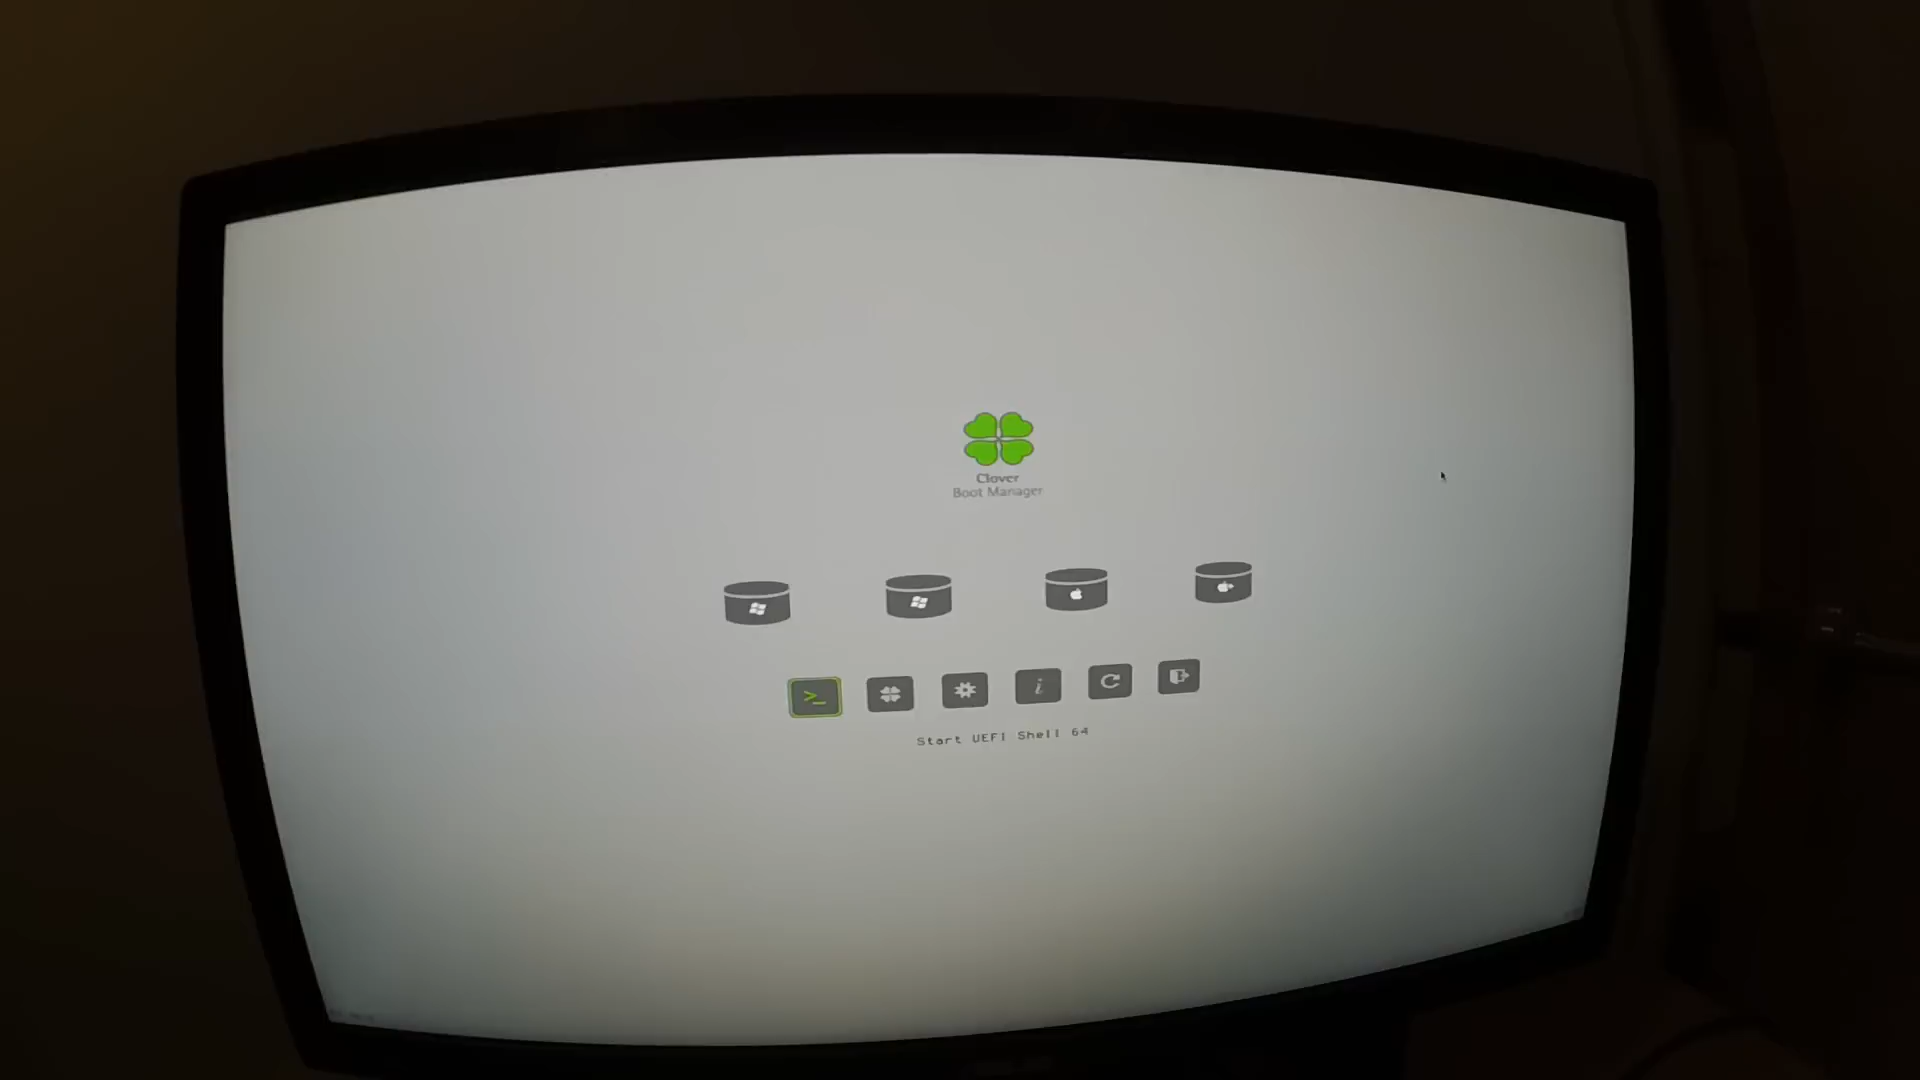 Clover
Boot Manager
>_
i
Start UEFI Shell 64